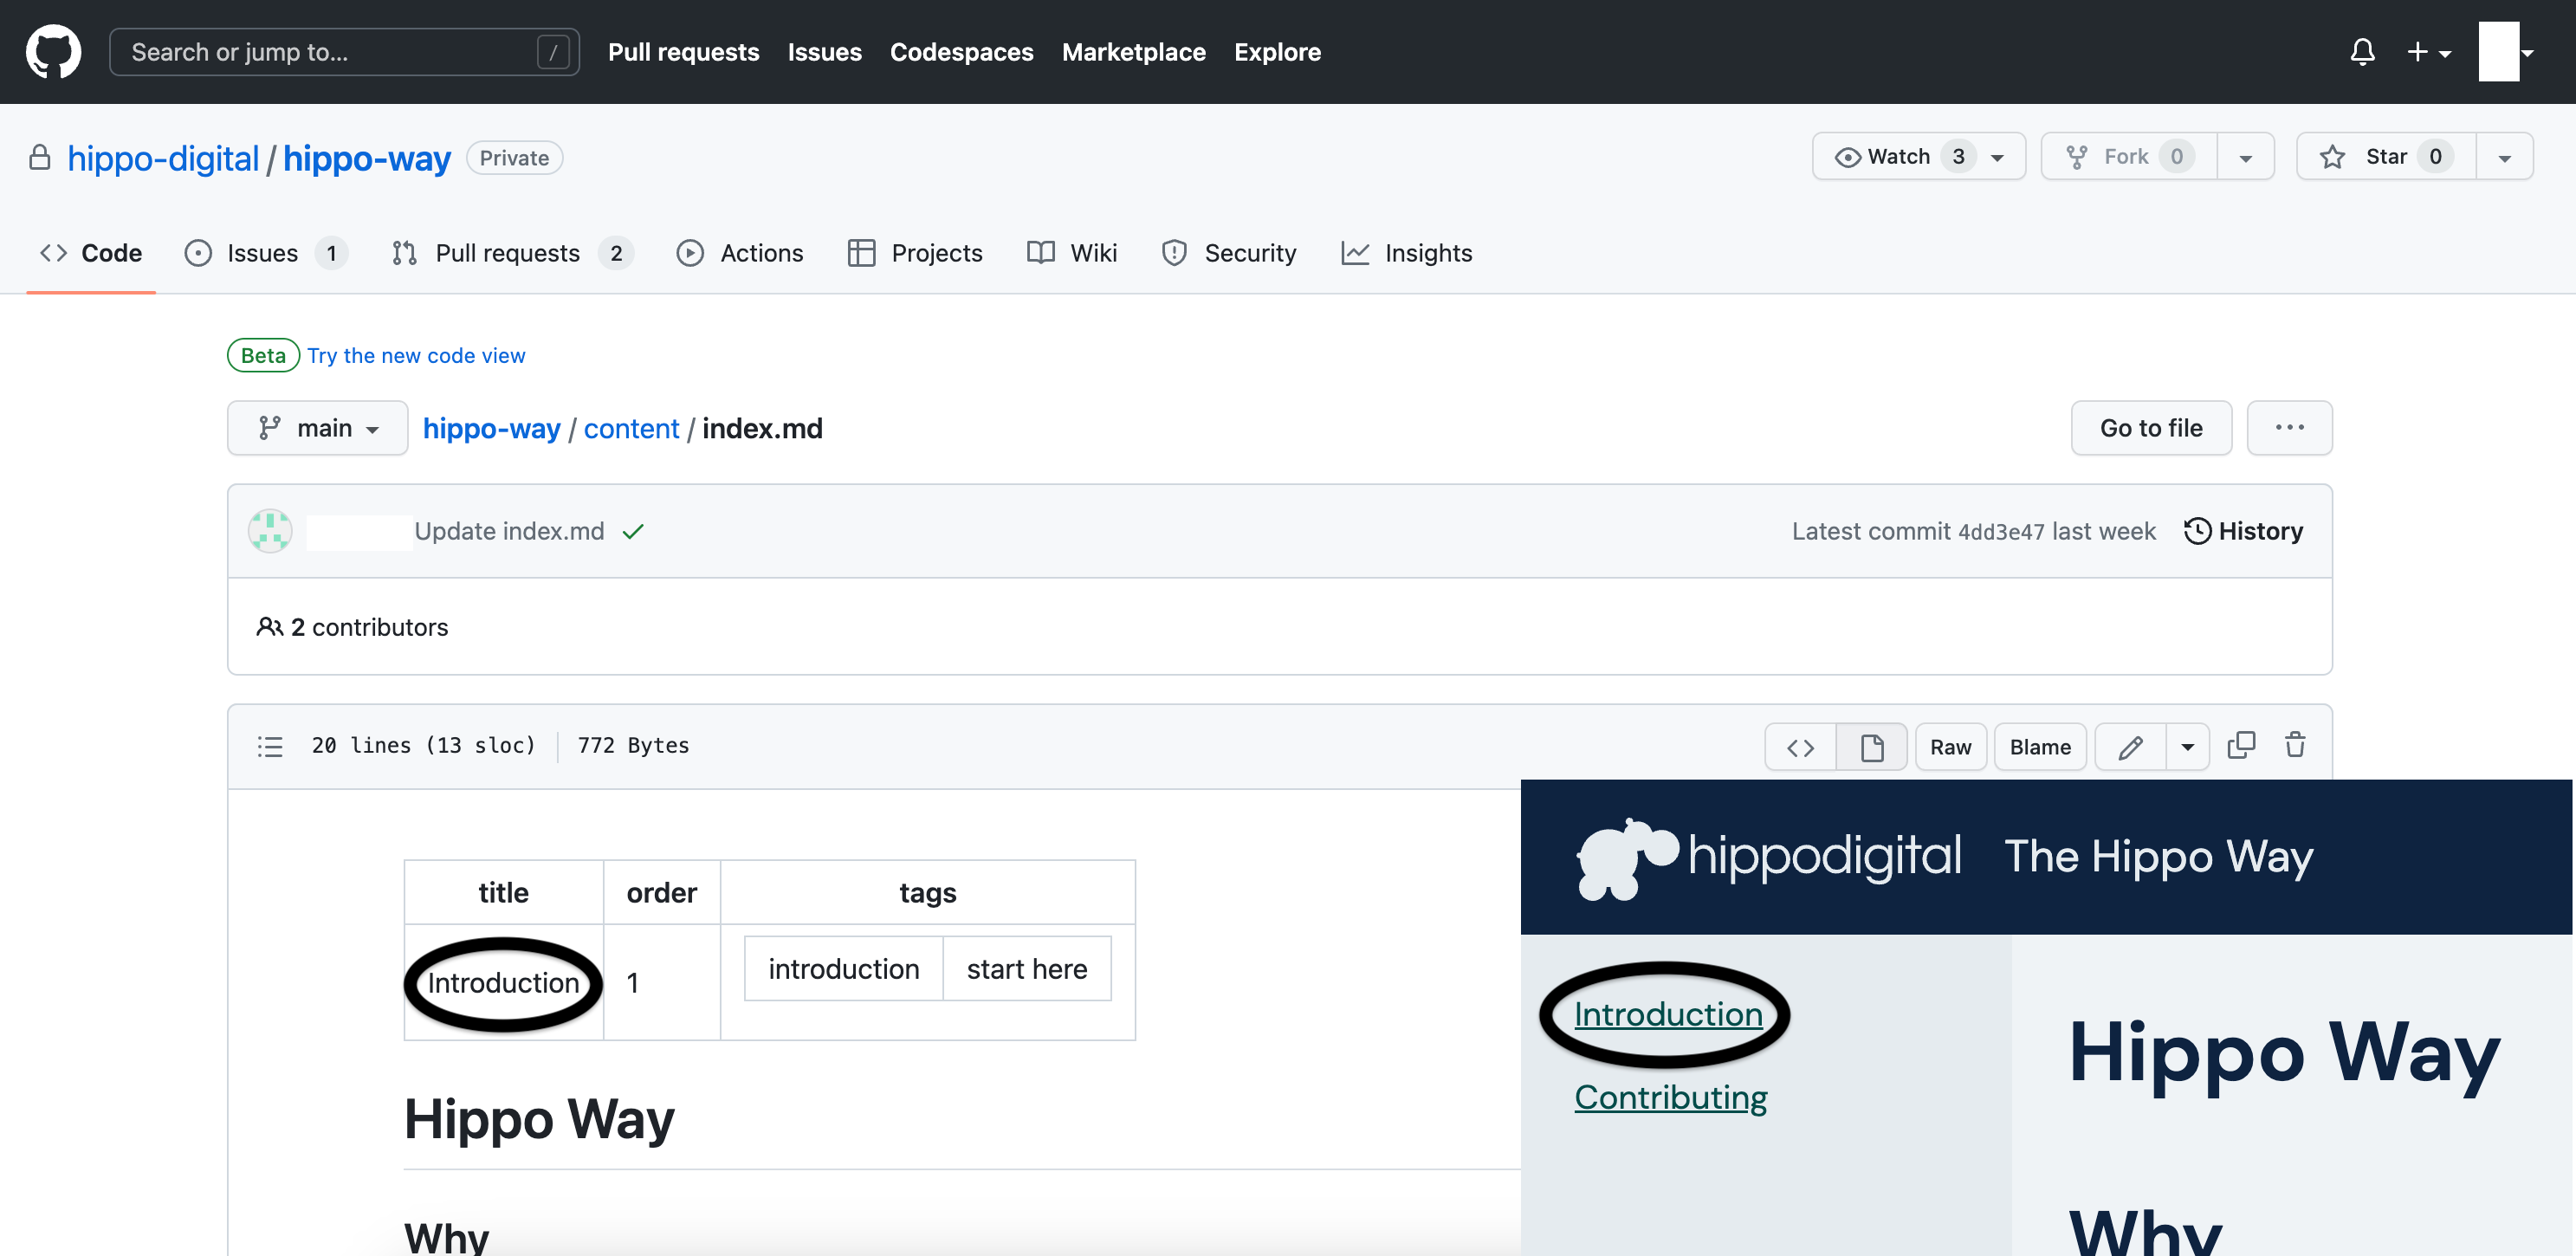 Search or jump to... / Pull requests Issues Codespaces Marketplace Explore
hippo-digital / hippo-way Private Watch 3 Fork 0 Star 0
Code Issues 1 Pull requests 2 Actions Projects Wiki Security Insights
Beta Try the new code view
main hippo-way / content / index.md Go to file ...
Update index.md Latest commit 4dd3e47 last week History
2 contributors
20 lines (13 sloc) 772 Bytes Raw Blame
title order tags
Introduction 1 introduction start here
Hippo Way
Why
hippodigital The Hippo Way
Introduction
Contributing
Hippo Way
Why